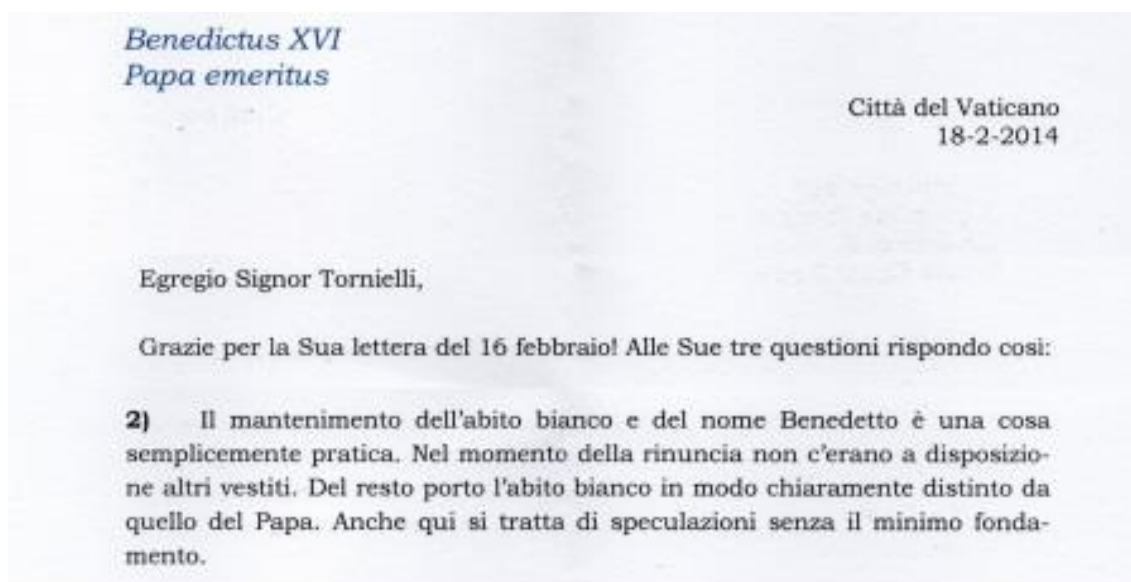 Benedictus XVI
Papa emeritus
Città del Vaticano
18-2-2014
Egregio Signor Tornielli,
Grazie per la Sua lettera del 16 febbraio! Alle Sue tre questioni rispondo così:
2) Il mantenimento dell'abito bianco e del nome Benedetto è una cosa
semplicemente pratica. Nel momento della rinuncia non c'erano a disposizio-
ne altri vestiti. Del resto porto l'abito bianco in modo chiaramente distinto da
quello del Papa. Anche qui si tratta di speculazioni senza il minimo fonda-
mento.